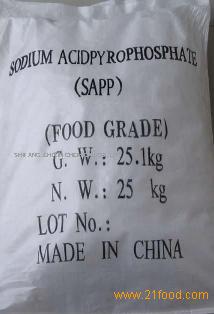 SODIUM ACIDPYROPHOSPHATE
(SAPP)
(FOOD GRADE)
G. W.: 25.1kg
N. W.: 25 kg
LOT No.:
MADE IN CHINA
www.21food.com